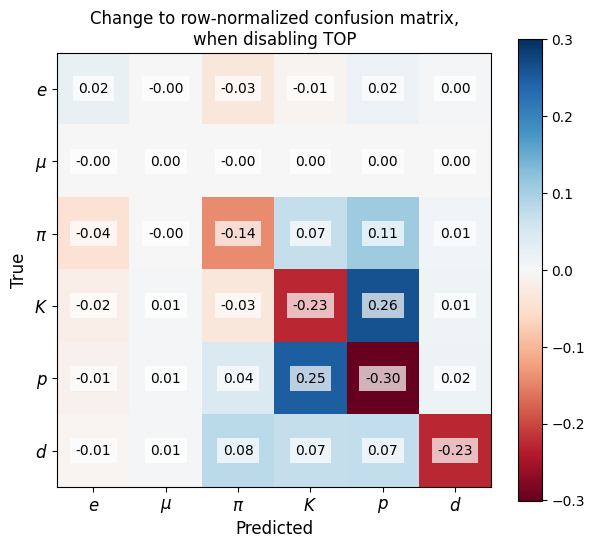 Change to row-normalized confusion matrix,
when disabling TOP
0.3
e 0.02 -0.00 -0.03 -0.01 0.02 0.00
0.2
μ -0.00 0.00 -0.00 0.00 0.00 0.00
0.1
π -0.04 -0.00 -0.14 0.07 0.11 0.01
0.0
True
K -0.02 0.01 -0.03 -0.23 0.26 0.01
−0.1
p -0.01 0.01 0.04 0.25 -0.30 0.02
−0.2
d -0.01 0.01 0.08 0.07 0.07 -0.23
−0.3
e μ π K p d
Predicted